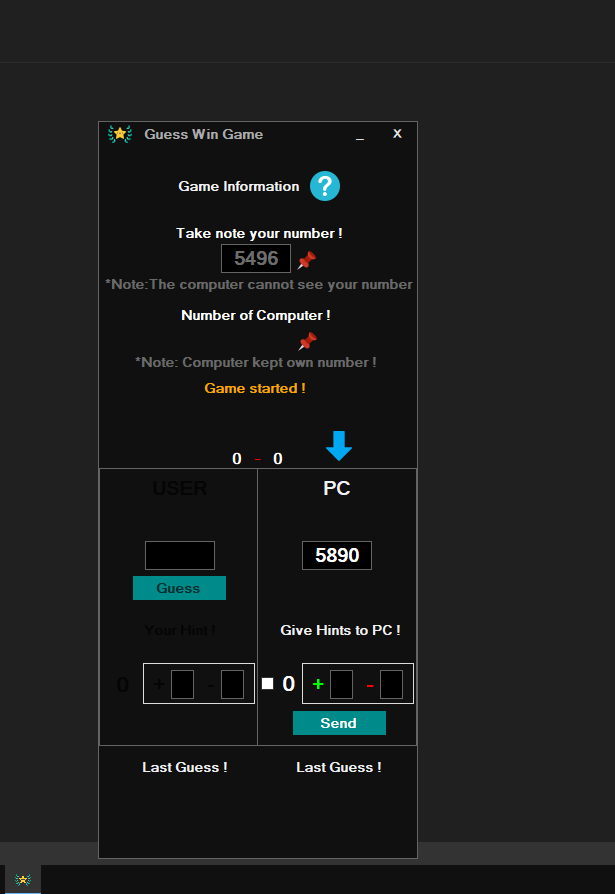 Guess Win Game _ X
Game Information ?
Take note your number !
5496
*Note:The computer cannot see your number
Number of Computer !
*Note: Computer kept own number !
Game started !
0 - 0
USER PC
5890
Guess
Your Hint ! Give Hints to PC !
0 + - 0 + -
Send
Last Guess ! Last Guess !